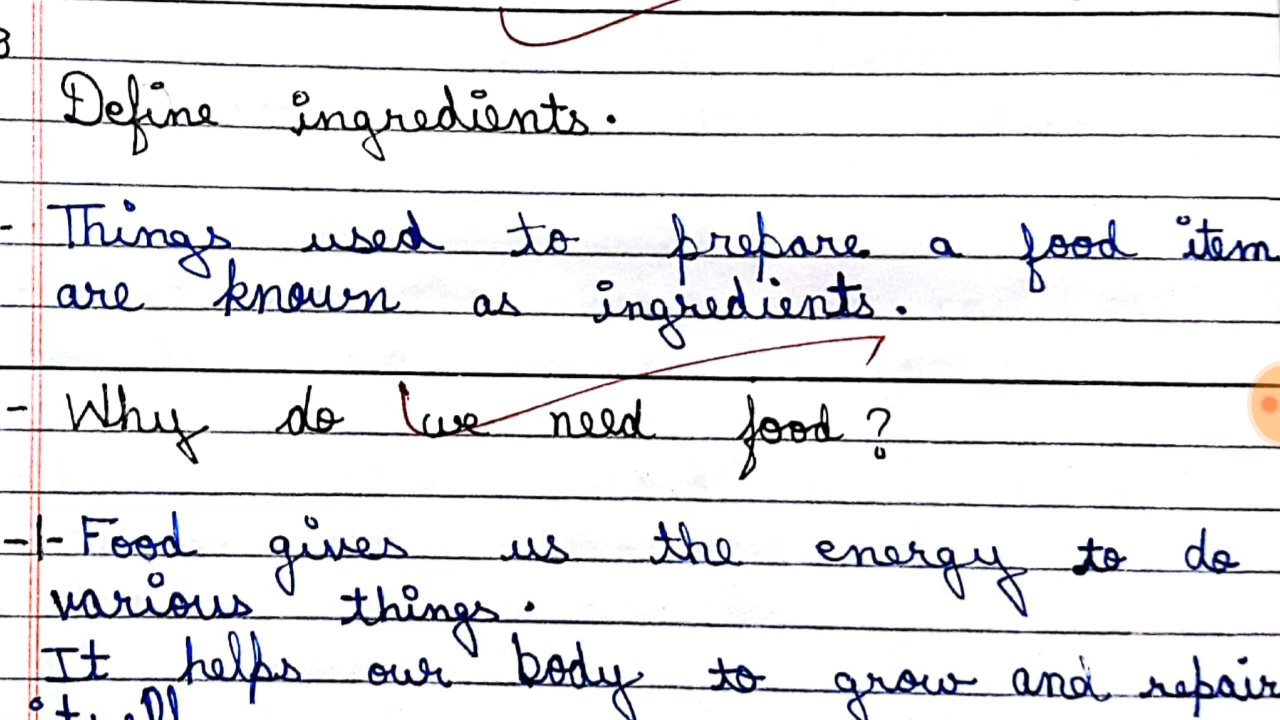 Define ingredients.
- Things used to prepare a food item
are known as ingredients.
- Why do we need food?
-1- Food gives us the energy to do
various things.
It helps our body to grow and repair